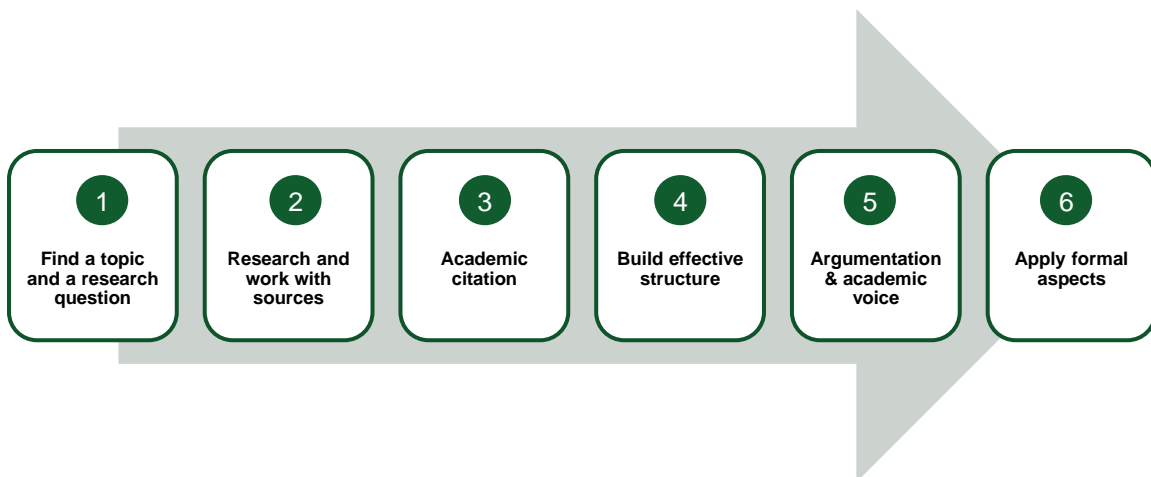 1
Find a topic
and a research
question
2
Research and
work with
sources
3
Academic
citation
4
Build effective
structure
5
Argumentation
& academic
voice
6
Apply formal
aspects